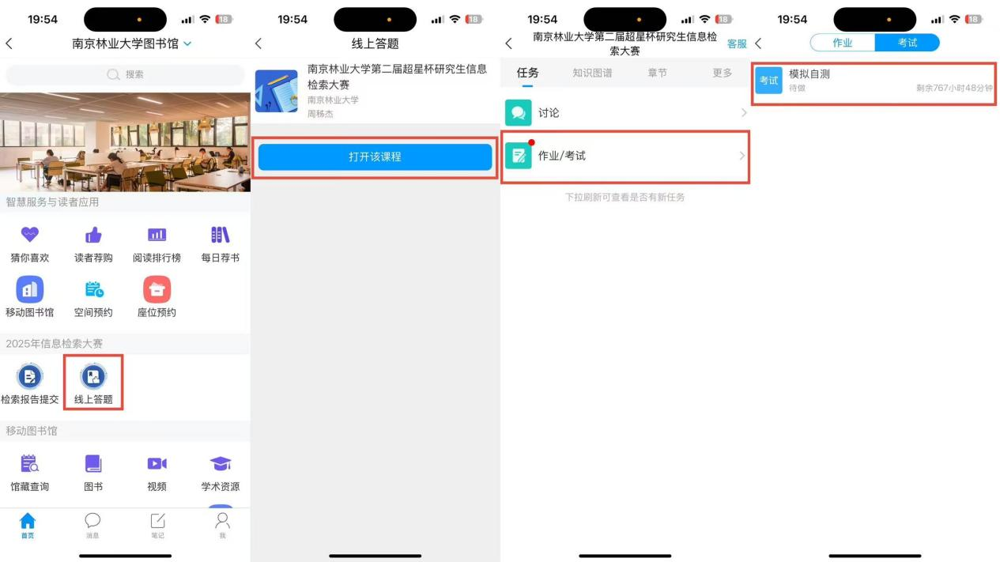 19:54
18
南京林业大学图书馆
搜索
智慧服务与读者应用
猜你喜欢
读者荐购
阅读排行榜
每日荐书
移动图书馆
空间预约
座位预约
2025年信息检索大赛
检索报告提交
线上答题
移动图书馆
馆藏查询
图书
视频
学术资源
首页
消息
笔记
我
19:54
18
线上答题
南京林业大学第二届超星杯研究生信息
检索大赛
南京林业大学
周秭杰
打开该课程
19:54
18
南京林业大学第二届超星杯研究生信息检
索大赛
客服
任务
知识图谱
章节
更多
讨论
作业/考试
下拉刷新可查看是否有新任务
19:54
18
作业
考试
考试
模拟自测
待做
剩余767小时48分钟